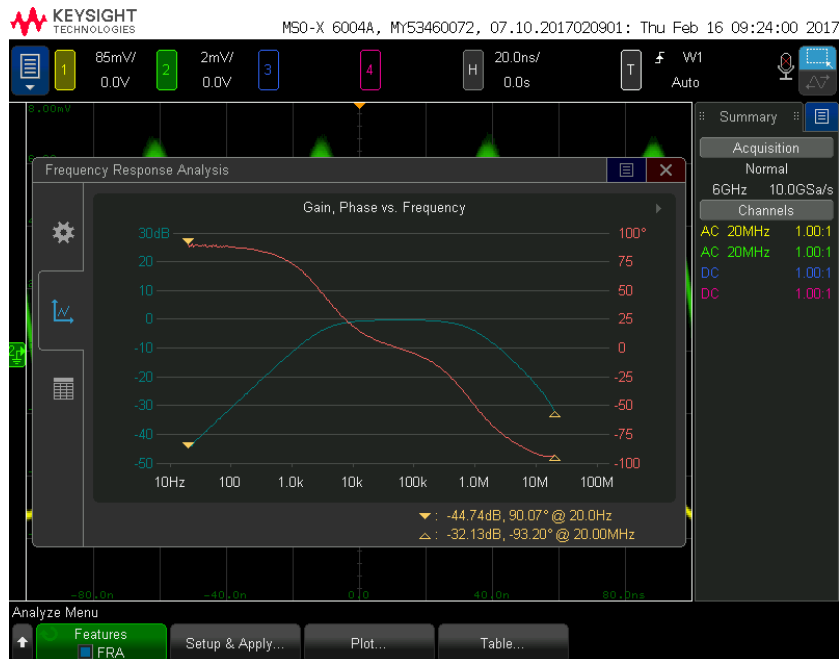 KEYSIGHT
TECHNOLOGIES
MSO-X 6004A, MY53460072, 07.10.2017020901: Thu Feb 16 09:24:00 2017
1 85mV/ 2 2mV/ 3 4 H 20.0ns/ T W1
0.0V 0.0V 0.0s Auto
8.00mV
Summary
Acquisition
Normal
6GHz 10.0GSa/s
Channels
AC 20MHz 1.00:1
AC 20MHz 1.00:1
DC 1.00:1
DC 1.00:1
Frequency Response Analysis
Gain, Phase vs. Frequency
30dB 100°
20 75
10 50
0 25
-10 0
-20 -25
-30 -50
-40 -75
-50 -100
10Hz 100 1.0k 10k 100k 1.0M 10M 100M
: -44.74dB, 90.07° @ 20.0Hz
: -32.13dB, -93.20° @ 20.00MHz
-80.0n -40.0n 0.0 40.0n 80.0ns
Analyze Menu
Features Setup & Apply... Plot... Table...
FRA